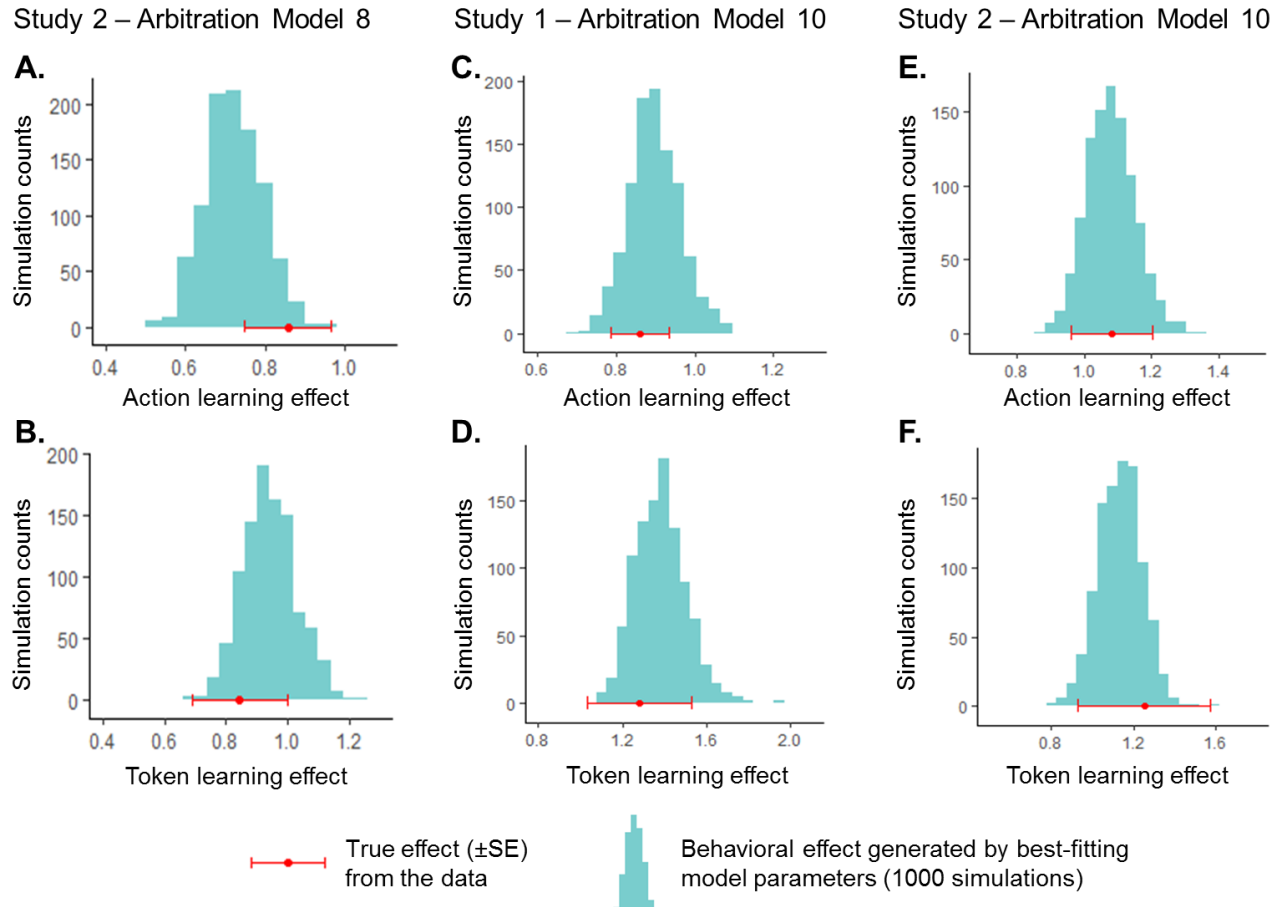 Study 2 – Arbitration Model 8
Study 1 – Arbitration Model 10
Study 2 – Arbitration Model 10
A.
Simulation counts
200
150
100
50
0
0.4 0.6 0.8 1.0
Action learning effect
C.
Simulation counts
200
150
100
50
0
0.6 0.8 1.0 1.2
Action learning effect
E.
Simulation counts
150
100
50
0
0.8 1.0 1.2 1.4
Action learning effect
B.
Simulation counts
200
150
100
50
0
0.4 0.6 0.8 1.0 1.2
Token learning effect
D.
Simulation counts
150
100
50
0
0.8 1.2 1.6 2.0
Token learning effect
F.
Simulation counts
150
100
50
0
0.8 1.2 1.6
Token learning effect
True effect (±SE)
from the data
Behavioral effect generated by best-fitting
model parameters (1000 simulations)